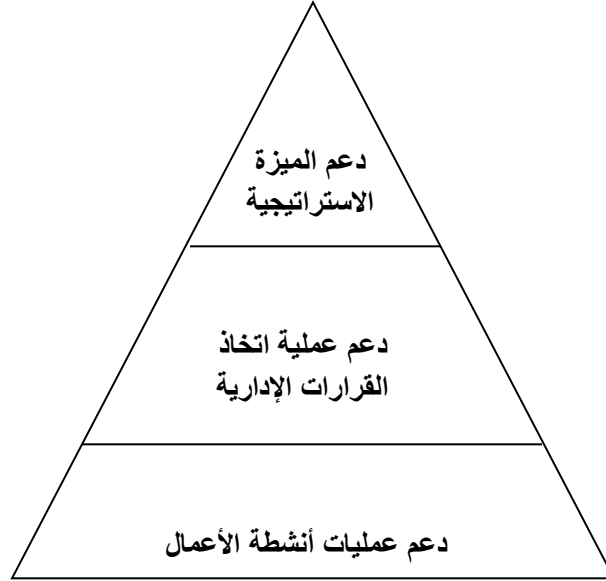 دعم الميزة
الاستراتيجية
دعم عملية اتخاذ
القرارات الإدارية
دعم عمليات أنشطة الأعمال